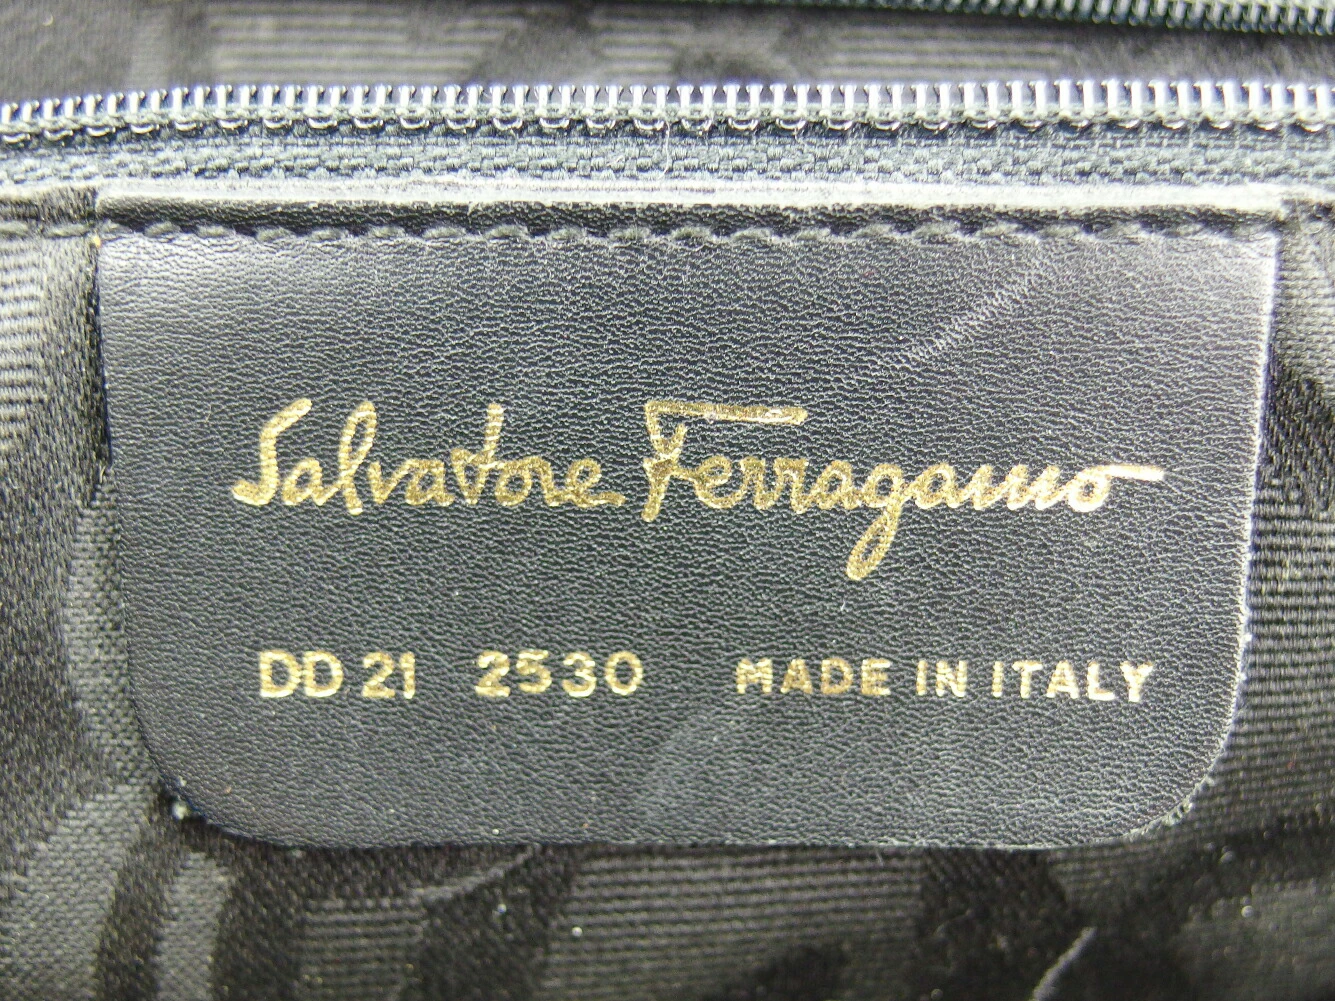 Salvatore Ferragamo
DD 21 2530 MADE IN ITALY